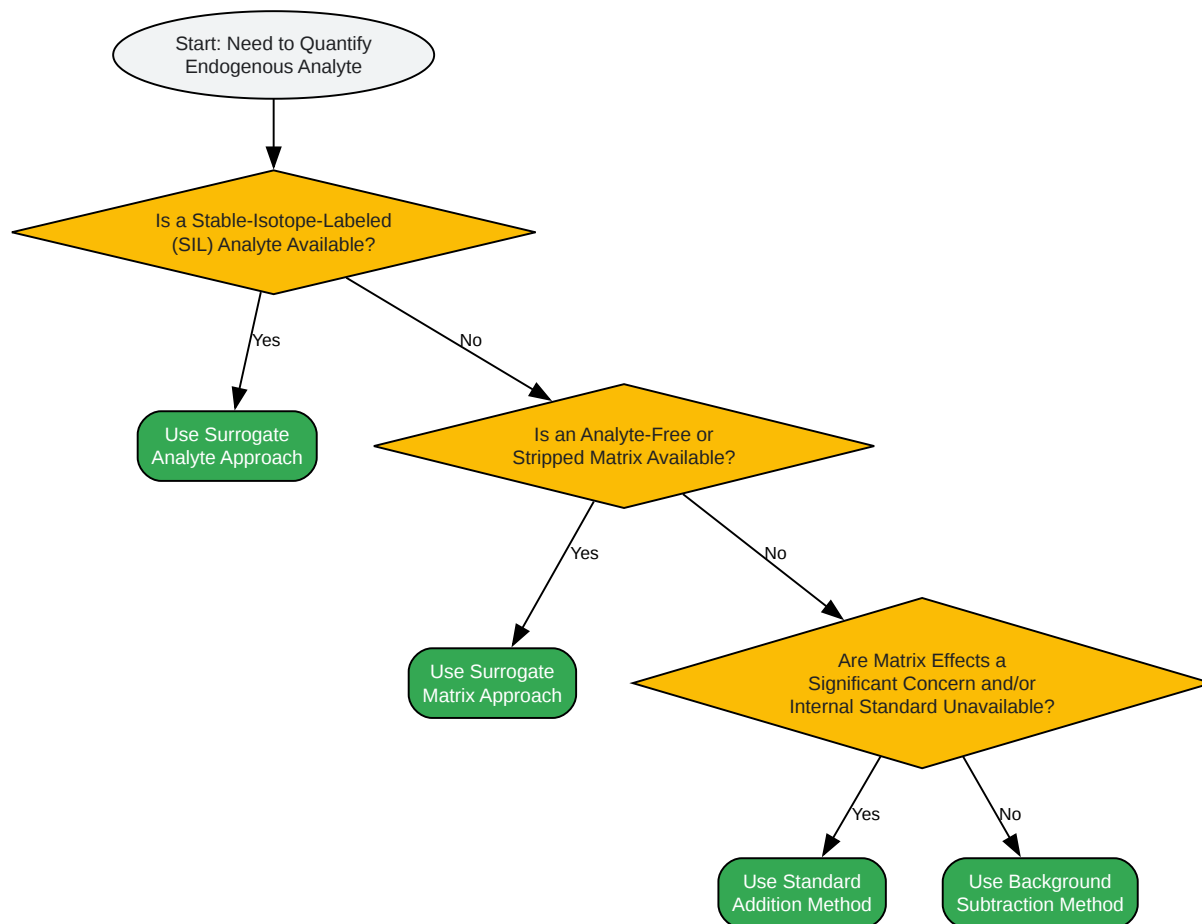 Start: Need to Quantify
Endogenous Analyte
Is a Stable-Isotope-Labeled
(SIL) Analyte Available?
Yes
No
Use Surrogate
Analyte Approach
Is an Analyte-Free or
Stripped Matrix Available?
Yes
No
Use Surrogate
Matrix Approach
Are Matrix Effects a
Significant Concern and/or
Internal Standard Unavailable?
Yes
No
Use Standard
Addition Method
Use Background
Subtraction Method